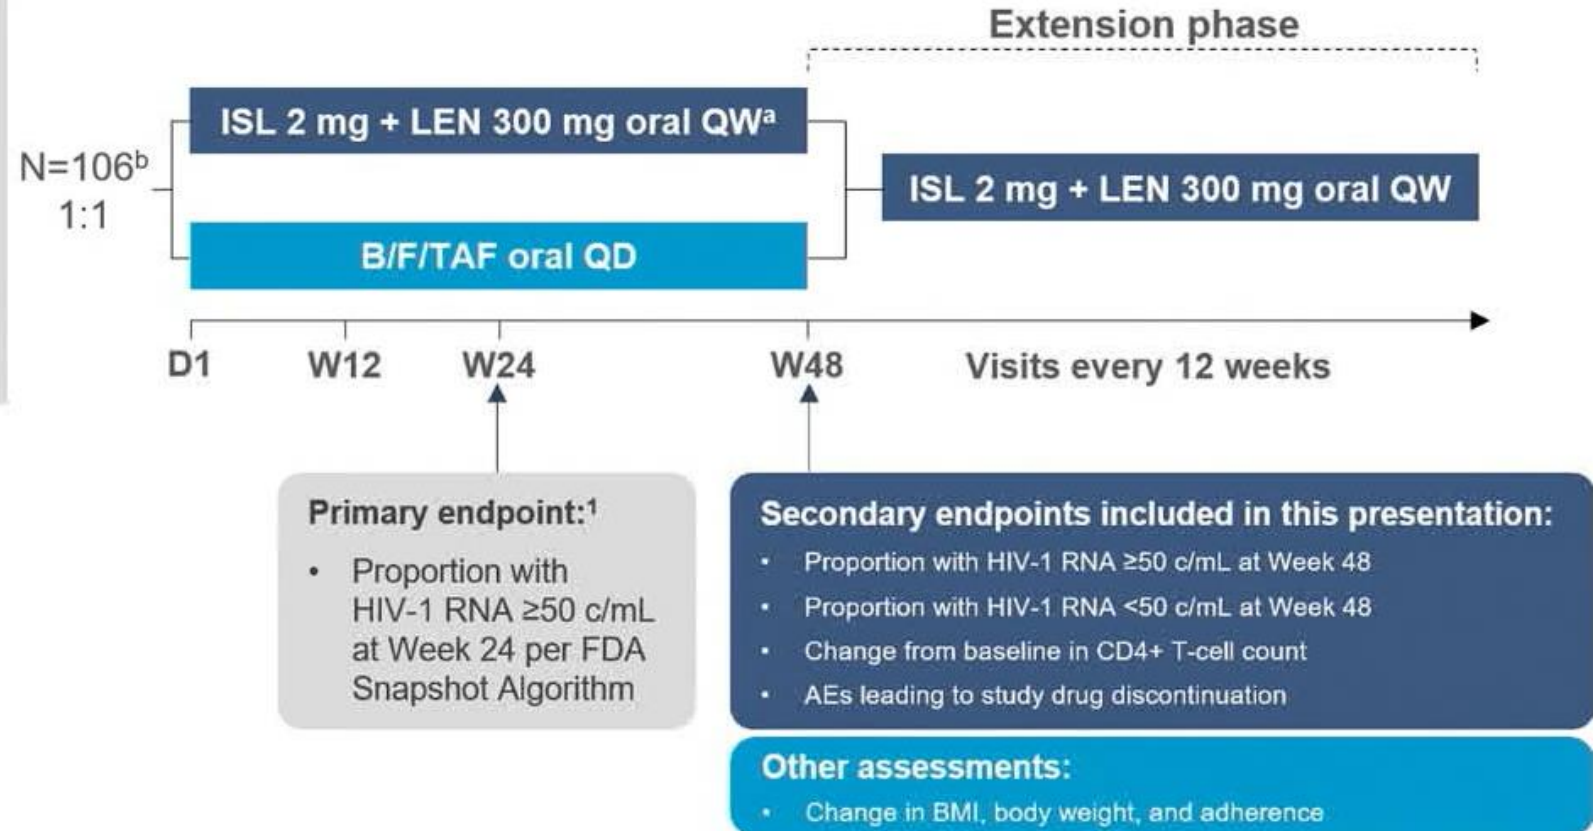 Extension phase
ISL 2 mg + LEN 300 mg oral QWᵃ
N=106ᵇ
1:1
ISL 2 mg + LEN 300 mg oral QW
B/F/TAF oral QD
D1 W12 W24 W48 Visits every 12 weeks
Primary endpoint:¹
• Proportion with
HIV-1 RNA ≥50 c/mL
at Week 24 per FDA
Snapshot Algorithm
Secondary endpoints included in this presentation:
• Proportion with HIV-1 RNA ≥50 c/mL at Week 48
• Proportion with HIV-1 RNA <50 c/mL at Week 48
• Change from baseline in CD4+ T-cell count
• AEs leading to study drug discontinuation
Other assessments:
• Change in BMI, body weight, and adherence